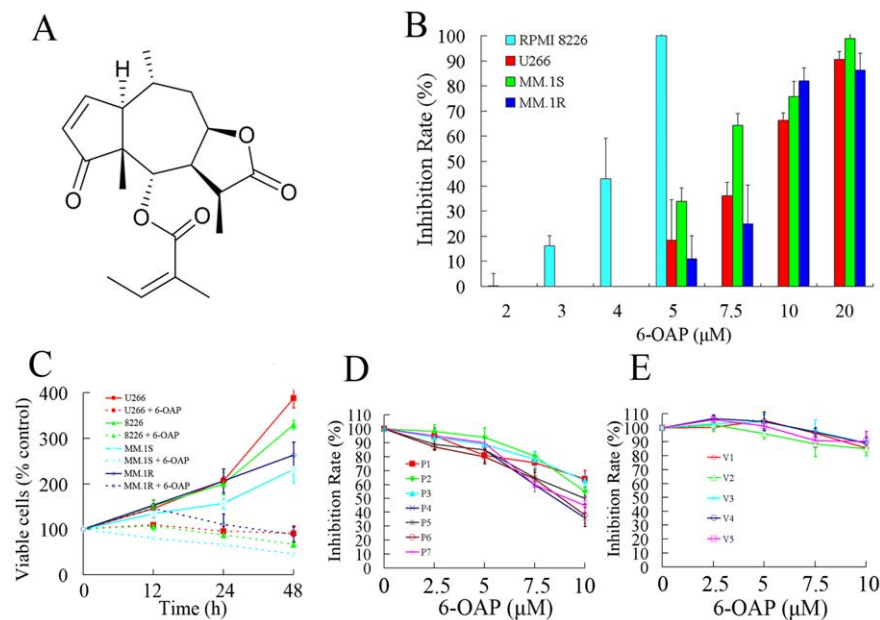 A
H
O
O
O
O
O
B
Inhibition Rate (%)
100
90
80
70
60
50
40
30
20
10
0
RPMI 8226
U266
MM.1S
MM.1R
2 3 4 5 7.5 10 20
6-OAP (μM)
C
Viable cells (% control)
400
300
200
100
0
U266
U266 + 6-OAP
8226
8226 + 6-OAP
MM.1S
MM.1S + 6-OAP
MM.1R
MM.1R + 6-OAP
0 12 24 48
Time (h)
D
Inhibition Rate (%)
110
100
90
80
70
60
50
40
30
20
10
0
P1
P2
P3
P4
P5
P6
P7
0 2.5 5 7.5 10
6-OAP (μM)
E
Inhibition Rate (%)
110
100
90
80
70
60
50
40
30
20
10
0
V1
V2
V3
V4
V5
0 2.5 5 7.5 10
6-OAP (μM)